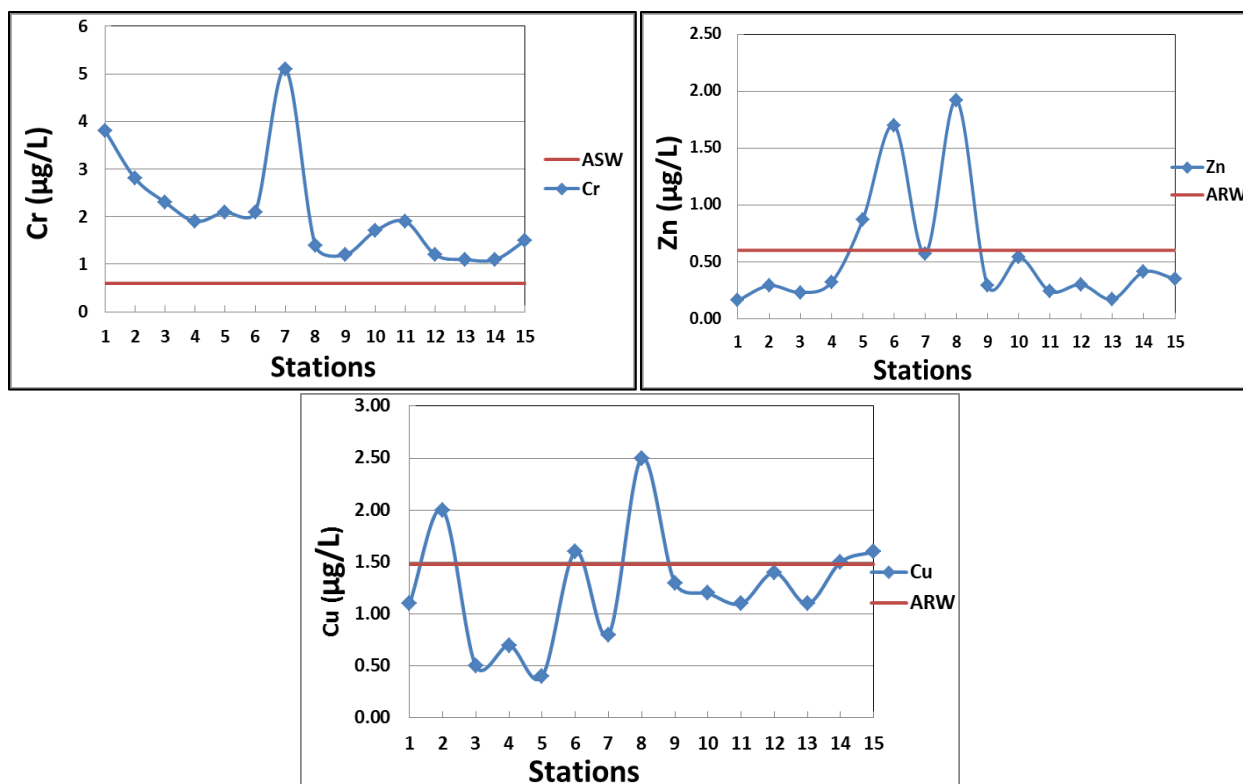 Cr (µg/L)
6
5
4
3
2
1
0
1 2 3 4 5 6 7 8 9 10 11 12 13 14 15
Stations
ASW
Cr
Zn (µg/L)
2.50
2.00
1.50
1.00
0.50
0.00
1 2 3 4 5 6 7 8 9 10 11 12 13 14 15
Stations
Zn
ARW
Cu (µg/L)
3.00
2.50
2.00
1.50
1.00
0.50
0.00
1 2 3 4 5 6 7 8 9 10 11 12 13 14 15
Stations
Cu
ARW